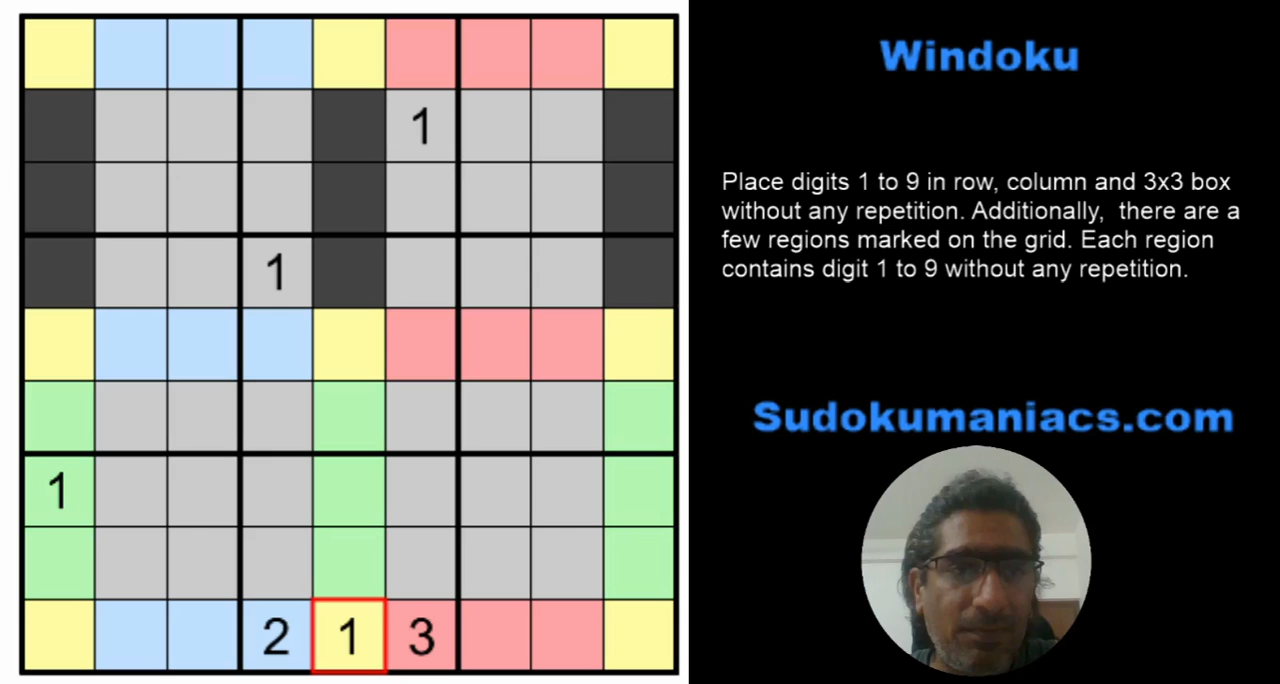 Windoku
1
Place digits 1 to 9 in row, column and 3x3 box
without any repetition. Additionally, there are a
few regions marked on the grid. Each region
contains digit 1 to 9 without any repetition.
1
Sudokumaniacs.com
1
2 1 3